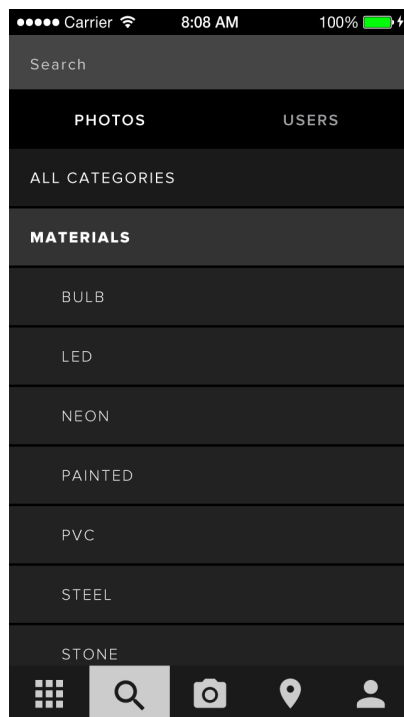 Carrier 8:08 AM 100%
Search
PHOTOS USERS
ALL CATEGORIES
MATERIALS
BULB
LED
NEON
PAINTED
PVC
STEEL
STONE